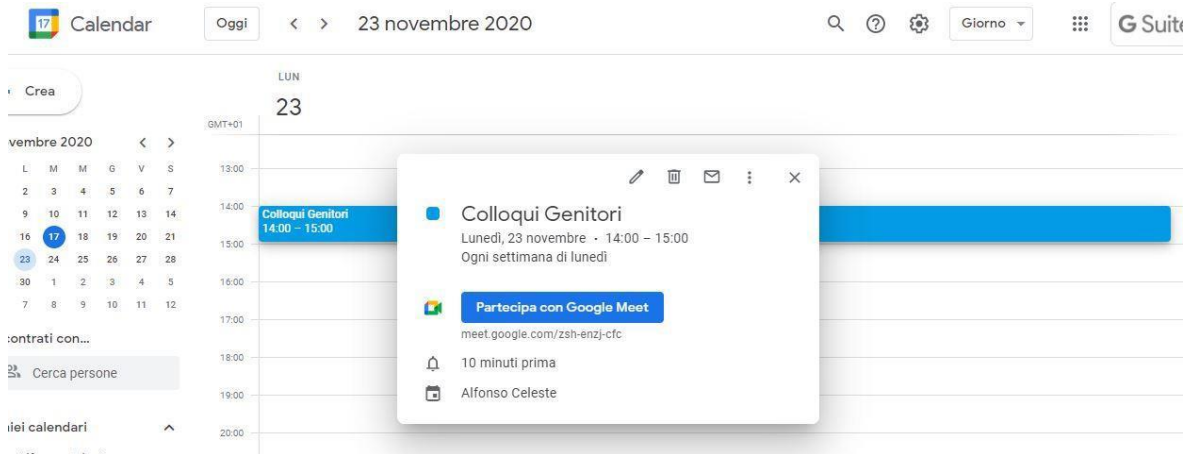 17 Calendar
Oggi
23 novembre 2020
Giorno
G Suite
Crea
LUN
23
GMT+01
vembre 2020
L M M G V S
2 3 4 5 6 7
9 10 11 12 13 14
16 17 18 19 20 21
23 24 25 26 27 28
30 1 2 3 4 5
7 8 9 10 11 12
contrati con...
Cerca persone
iei calendari
13:00
14:00
15:00
16:00
17:00
18:00
19:00
20:00
Colloqui Genitori
14:00 – 15:00
Colloqui Genitori
Lunedì, 23 novembre · 14:00 – 15:00
Ogni settimana di lunedì
Partecipa con Google Meet
meet.google.com/zsh-enzj-cfc
10 minuti prima
Alfonso Celeste